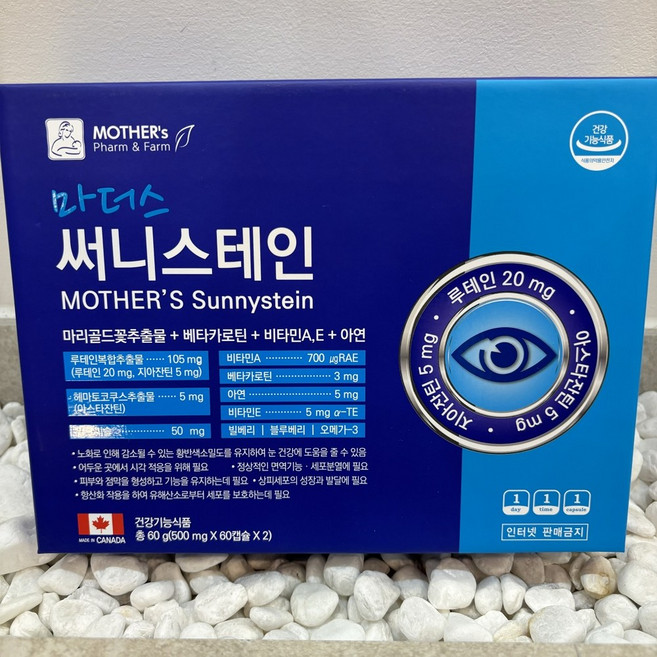 MOTHER's
Pharm & Farm
건강
기능식품
식품의약품안전처
마더스
써니스테인
MOTHER'S Sunnystein
마리골드꽃추출물 + 베타카로틴 + 비타민A,E + 아연
루테인복합추출물 ······ 105 mg
(루테인 20 mg, 지아잔틴 5 mg)
헤마토코쿠스추출물 ······ 5 mg
(아스타잔틴)
50 mg
비타민A ············ 700 μgRAE
베타카로틴 ··············· 3 mg
아연 ····················· 5 mg
비타민E ············ 5 mg α-TE
빌베리 | 블루베리 | 오메가-3
루테인 20 mg
지아잔틴 5 mg
아스타잔틴 5 mg
• 노화로 인해 감소될 수 있는 황반색소밀도를 유지하여 눈 건강에 도움을 줄 수 있음
• 어두운 곳에서 시각 적응을 위해 필요 • 정상적인 면역기능 · 세포분열에 필요
• 피부와 점막을 형성하고 기능을 유지하는데 필요 • 상피세포의 성장과 발달에 필요
• 항산화 작용을 하여 유해산소로부터 세포를 보호하는데 필요
MADE IN CANADA
건강기능식품
총 60 g(500 mg X 60캡슐 X 2)
1 day
1 time
1 capsule
인터넷 판매금지